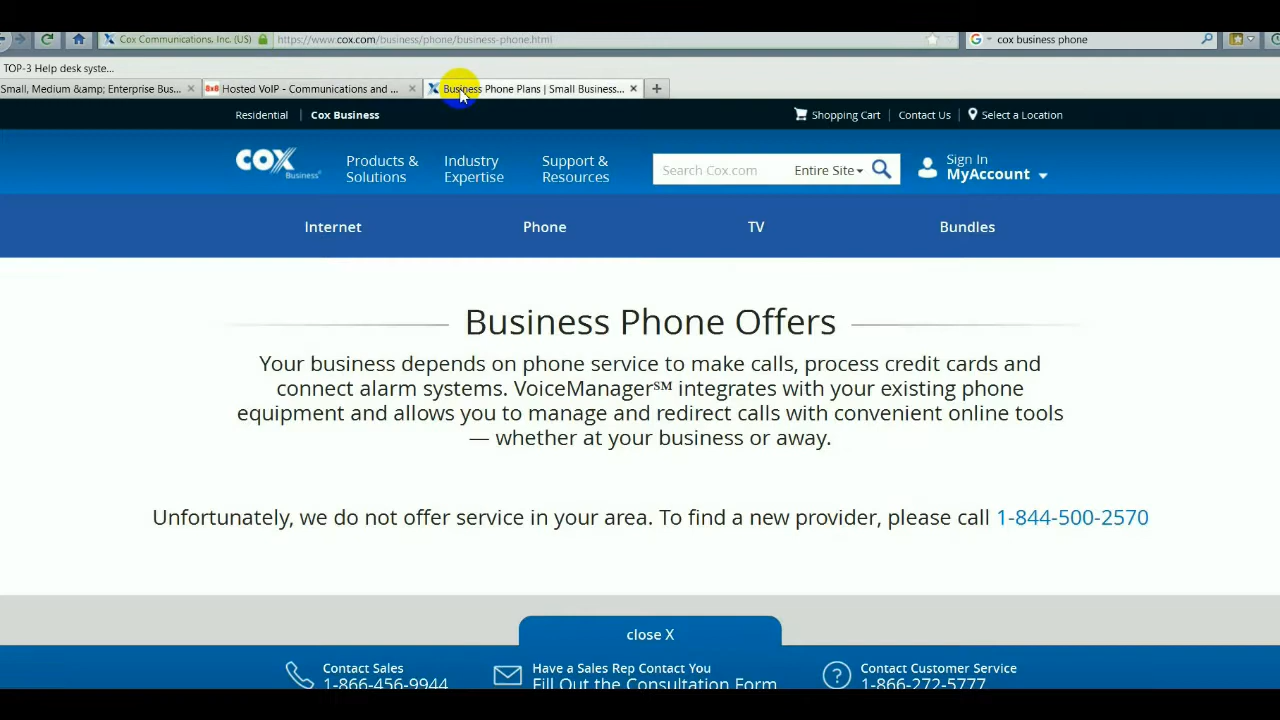 Cox Communications, Inc. (US) https://www.cox.com/business/phone/business-phone.html cox business phone
TOP-3 Help desk syste...
Small, Medium &amp; Enterprise Bus... 8x8 Hosted VoIP - Communications and ... Business Phone Plans | Small Business...
Residential | Cox Business Shopping Cart Contact Us Select a Location
COX Business
Products & Solutions
Industry Expertise
Support & Resources
Search Cox.com Entire Site
Sign In
MyAccount
Internet Phone TV Bundles
Business Phone Offers
Your business depends on phone service to make calls, process credit cards and
connect alarm systems. VoiceManager℠ integrates with your existing phone
equipment and allows you to manage and redirect calls with convenient online tools
— whether at your business or away.
Unfortunately, we do not offer service in your area. To find a new provider, please call 1-844-500-2570
close X
Contact Sales
1-866-456-9944
Have a Sales Rep Contact You
Fill Out the Consultation Form
Contact Customer Service
1-866-272-5777